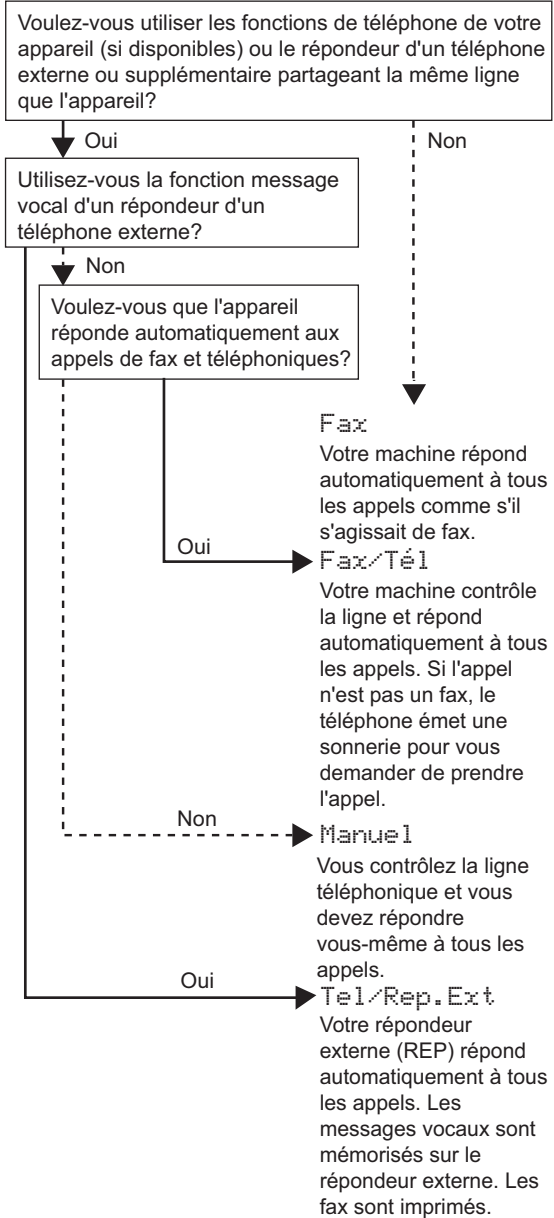 Voulez-vous utiliser les fonctions de téléphone de votre
appareil (si disponibles) ou le répondeur d'un téléphone
externe ou supplémentaire partageant la même ligne
que l'appareil?
Oui
Non
Utilisez-vous la fonction message
vocal d'un répondeur d'un
téléphone externe?
Non
Voulez-vous que l'appareil
réponde automatiquement aux
appels de fax et téléphoniques?
Fax
Votre machine répond
automatiquement à tous
les appels comme s'il
s'agissait de fax.
Oui
Fax/Tél
Votre machine contrôle
la ligne et répond
automatiquement à tous
les appels. Si l'appel
n'est pas un fax, le
téléphone émet une
sonnerie pour vous
demander de prendre
l'appel.
Non
Manuel
Vous contrôlez la ligne
téléphonique et vous
devez répondre
vous-même à tous les
appels.
Oui
Tel/Rep.Ext
Votre répondeur
externe (REP) répond
automatiquement à tous
les appels. Les
messages vocaux sont
mémorisés sur le
répondeur externe. Les
fax sont imprimés.